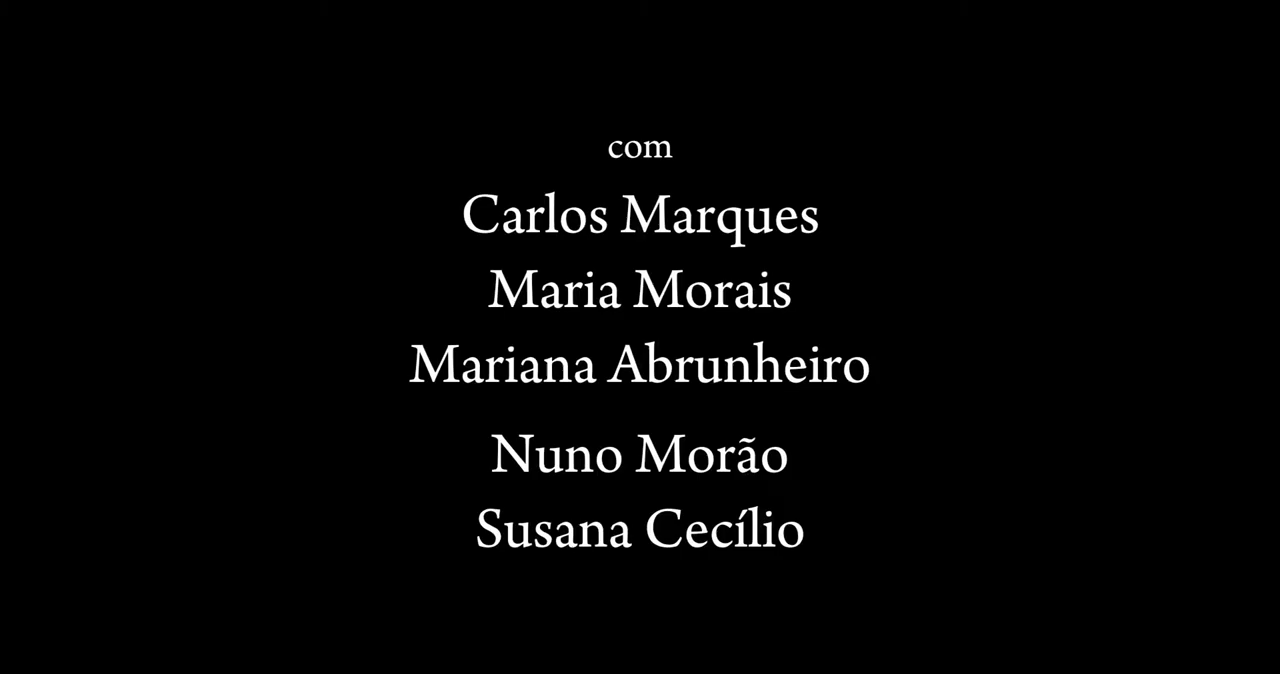 com
Carlos Marques
Maria Morais
Mariana Abrunheiro
Nuno Morão
Susana Cecílio